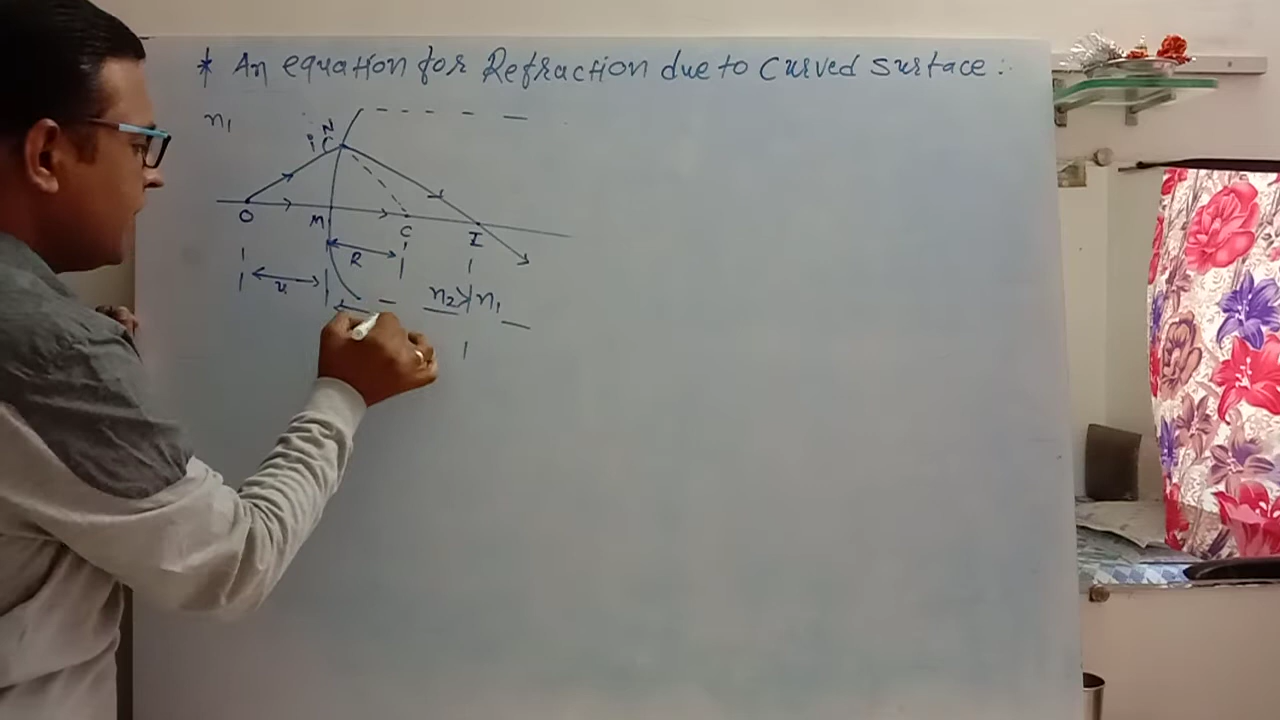 * An equation for Refraction due to Curved surface :-
n₁
N
i
O
M
C
I
R
u
n₂>n₁